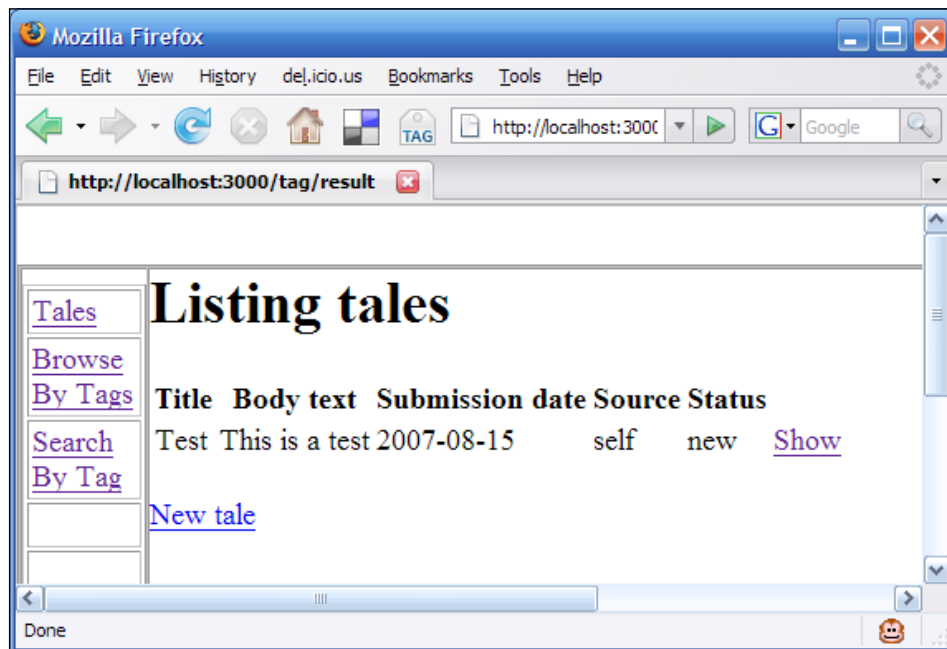 Mozilla Firefox
File Edit View History del.icio.us Bookmarks Tools Help
TAG http://localhost:300 G Google
http://localhost:3000/tag/result
Tales
Browse
By Tags
Search
By Tag
Listing tales
Title Body text Submission date Source Status
Test This is a test 2007-08-15 self new Show
New tale
Done